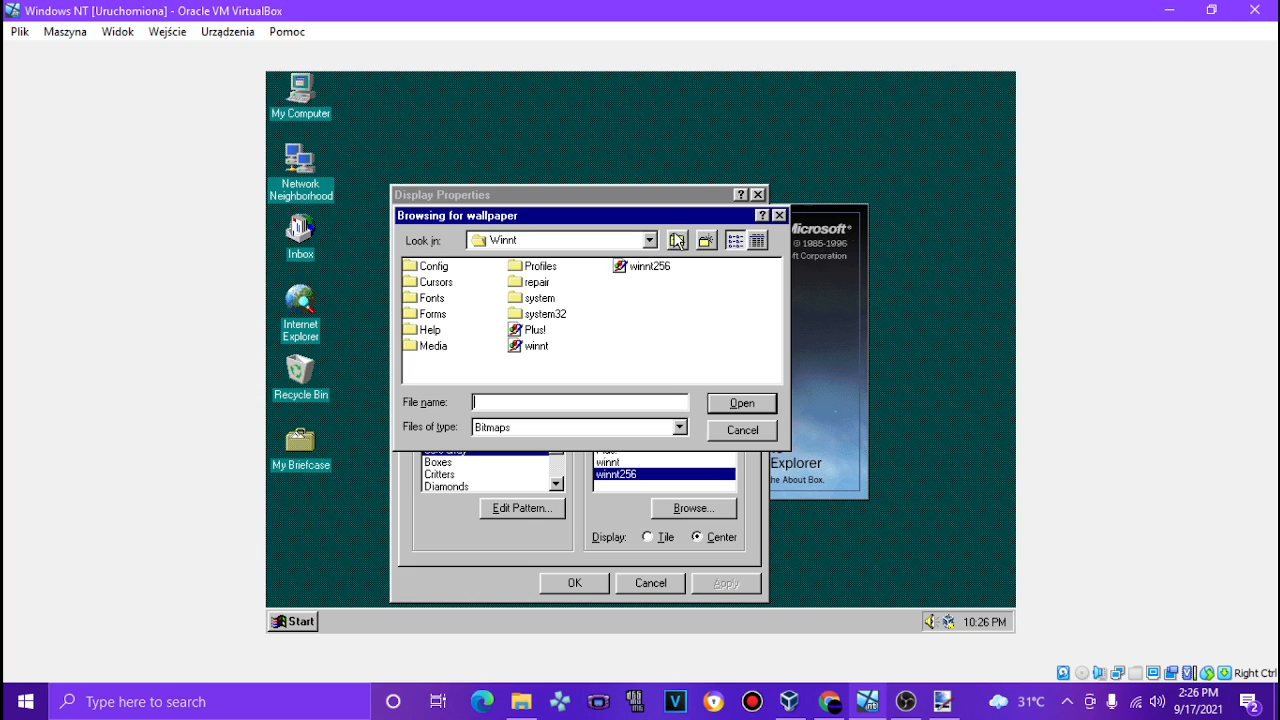 Windows NT [Uruchomiona] - Oracle VM VirtualBox
Plik Maszyna Widok Wejście Urządzenia Pomoc
My Computer
Network
Neighborhood
Inbox
Internet
Explorer
Recycle Bin
My Briefcase
Display Properties
Browsing for wallpaper
Look in: Winnt
Config Profiles winnt256
Cursors repair
Fonts system
Forms system32
Help Plus!
Media winnt
File name: Open
Files of type: Bitmaps Cancel
Microsoft®
© 1985-1996
Corporation
Explorer
the About Box.
Boxes winnt
Critters winnt256
Diamonds
Edit Pattern... Browse...
Display: Tile Center
OK Cancel Apply
Start 10:26 PM
Right Ctrl
Type here to search
31°C
2:26 PM
9/17/2021
2